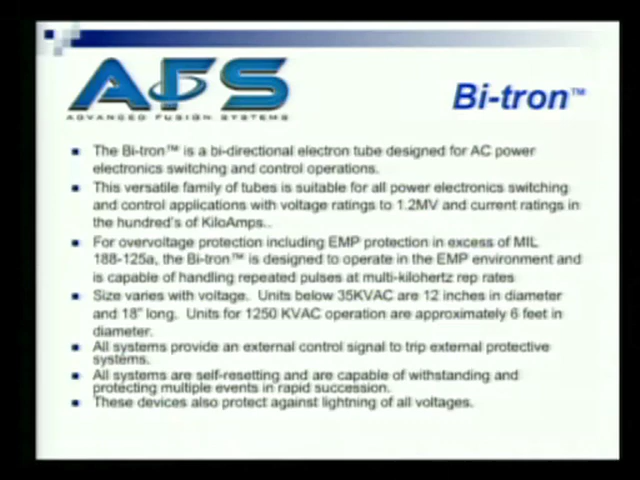 AFS
ADVANCED FUSION SYSTEMS
Bi-tron™
The Bi-tron™ is a bi-directional electron tube designed for AC power
electronics switching and control operations.
This versatile family of tubes is suitable for all power electronics switching
and control applications with voltage ratings to 1.2MV and current ratings in
the hundred's of KiloAmps..
For overvoltage protection including EMP protection in excess of MIL
188-125a, the Bi-tron™ is designed to operate in the EMP environment and
is capable of handling repeated pulses at multi-kilohertz rep rates
Size varies with voltage. Units below 35KVAC are 12 inches in diameter
and 18" long. Units for 1250 KVAC operation are approximately 6 feet in
diameter.
All systems provide an external control signal to trip external protective
systems.
All systems are self-resetting and are capable of withstanding and
protecting multiple events in rapid succession.
These devices also protect against lightning of all voltages.